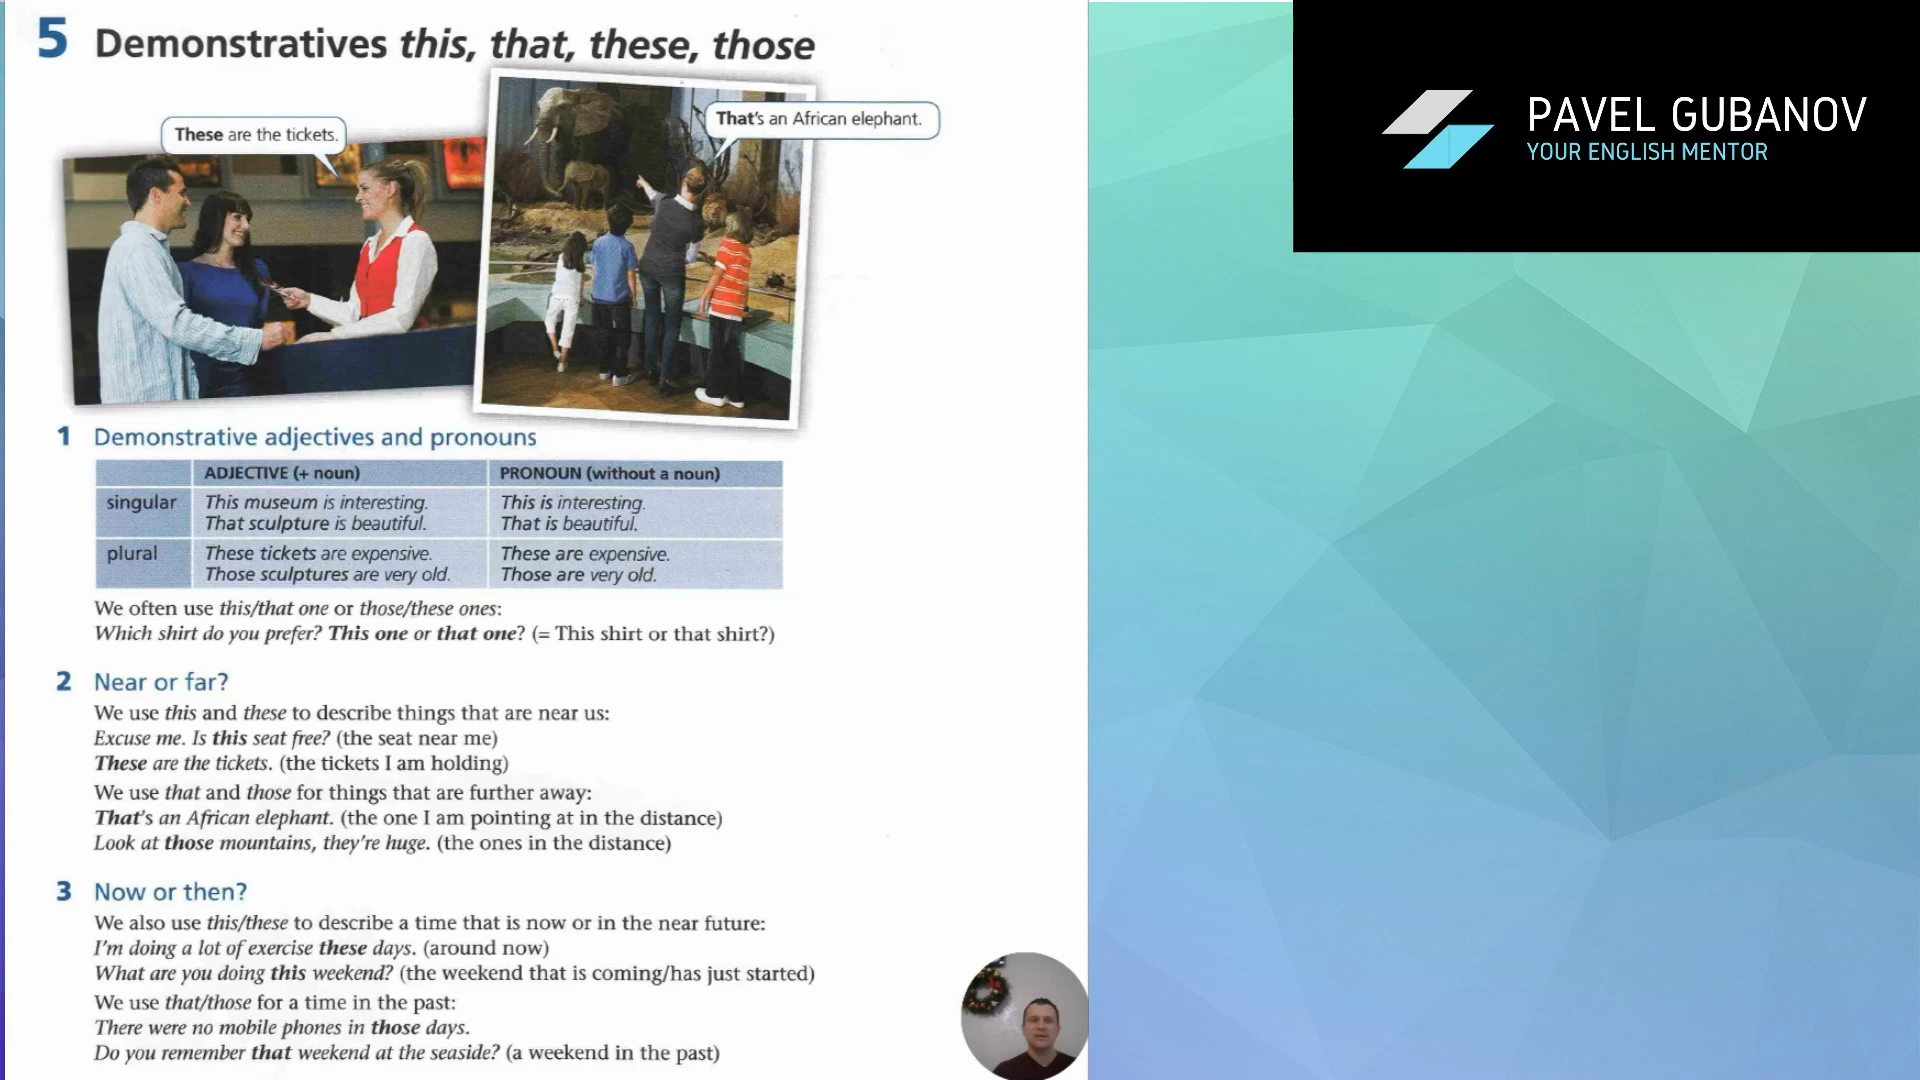 5 Demonstratives this, that, these, those
These are the tickets.
That's an African elephant.
1 Demonstrative adjectives and pronouns
ADJECTIVE (+ noun) PRONOUN (without a noun)
singular This museum is interesting. This is interesting.
That sculpture is beautiful. That is beautiful.
plural These tickets are expensive. These are expensive.
Those sculptures are very old. Those are very old.
We often use this/that one or those/these ones:
Which shirt do you prefer? This one or that one? (= This shirt or that shirt?)
2 Near or far?
We use this and these to describe things that are near us:
Excuse me. Is this seat free? (the seat near me)
These are the tickets. (the tickets I am holding)
We use that and those for things that are further away:
That's an African elephant. (the one I am pointing at in the distance)
Look at those mountains, they're huge. (the ones in the distance)
3 Now or then?
We also use this/these to describe a time that is now or in the near future:
I'm doing a lot of exercise these days. (around now)
What are you doing this weekend? (the weekend that is coming/has just started)
We use that/those for a time in the past:
There were no mobile phones in those days.
Do you remember that weekend at the seaside? (a weekend in the past)
PAVEL GUBANOV
YOUR ENGLISH MENTOR